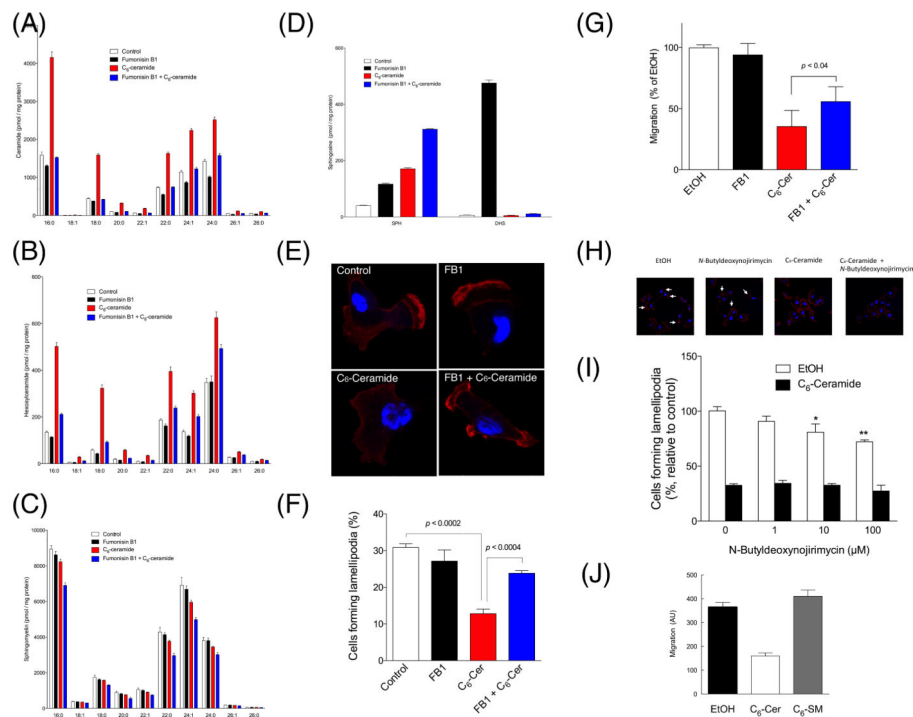 (A)
Control
Fumonisin B1
C6-ceramide
Fumonisin B1 + C6-ceramide
Ceramide (pmol / mg protein)
4000
3000
2000
1000
0
16:0 18:1 18:0 20:0 22:1 22:0 24:1 24:0 26:1 26:0
(B)
Control
Fumonisin B1
C6-ceramide
Fumonisin B1 + C6-ceramide
Hexosylceramide (pmol / mg protein)
800
600
400
200
0
16:0 18:1 18:0 20:0 22:1 22:0 24:1 24:0 26:1 26:0
(C)
Control
Fumonisin B1
C6-ceramide
Fumonisin B1 + C6-ceramide
Sphingomyelin (pmol / mg protein)
10000
8000
6000
4000
2000
0
16:0 18:1 18:0 20:0 22:1 22:0 24:1 24:0 26:1 26:0
(D)
Control
Fumonisin B1
C6-ceramide
Fumonisin B1 + C6-ceramide
Sphingosine (pmol / mg protein)
600
400
200
0
SPH DHS
(E)
Control FB1
C6-Ceramide FB1 + C6-Ceramide
(F)
Cells forming lamellipodia (%)
40
30
20
10
0
p < 0.0002
p < 0.0004
Control FB1 C6-Cer FB1 + C6-Cer
(G)
Migration (% of EtOH)
100
50
0
p < 0.04
EtOH FB1 C6-Cer FB1 + C6-Cer
(H)
EtOH N-Butyldeoxynojirimycin C6-Ceramide C6-Ceramide +
N-Butyldeoxynojirimycin
(I)
EtOH
C6-Ceramide
Cells forming lamellipodia
(%, relative to control)
150
100
50
0
*
**
0 1 10 100
N-Butyldeoxynojirimycin (µM)
(J)
Migration (AU)
500
400
300
200
100
0
EtOH C6-Cer C6-SM